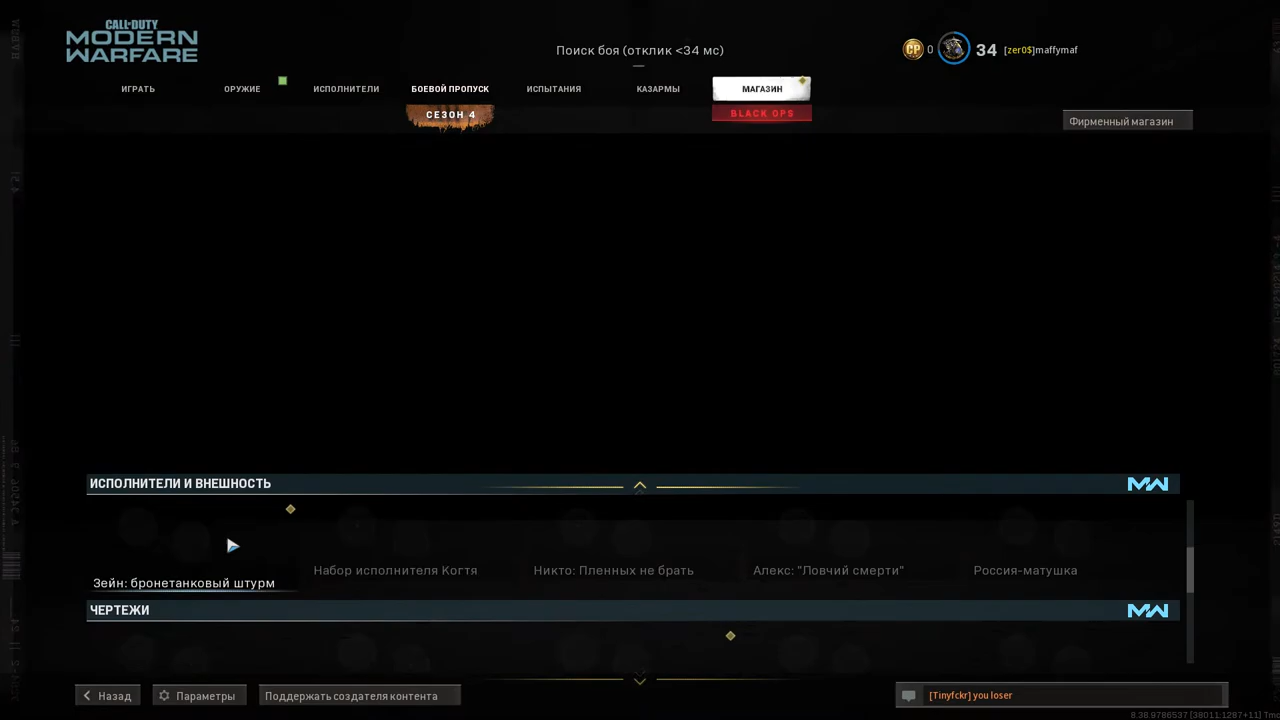 CALL OF DUTY
MODERN
WARFARE
Поиск боя (отклик <34 мс)
CP 0 34 [zer0$]maffymaf
ИГРАТЬ
ОРУЖИЕ
ИСПОЛНИТЕЛИ
БОЕВОЙ ПРОПУСК
ИСПЫТАНИЯ
КАЗАРМЫ
МАГАЗИН
СЕЗОН 4
BLACK OPS
Фирменный магазин
ИСПОЛНИТЕЛИ И ВНЕШНОСТЬ
MW
Зейн: бронетанковый штурм
Набор исполнителя Когтя
Никто: Пленных не брать
Алекс: "Ловчий смерти"
Россия-матушка
ЧЕРТЕЖИ
MW
Назад
Параметры
Поддержать создателя контента
[Tinyfckr] you loser